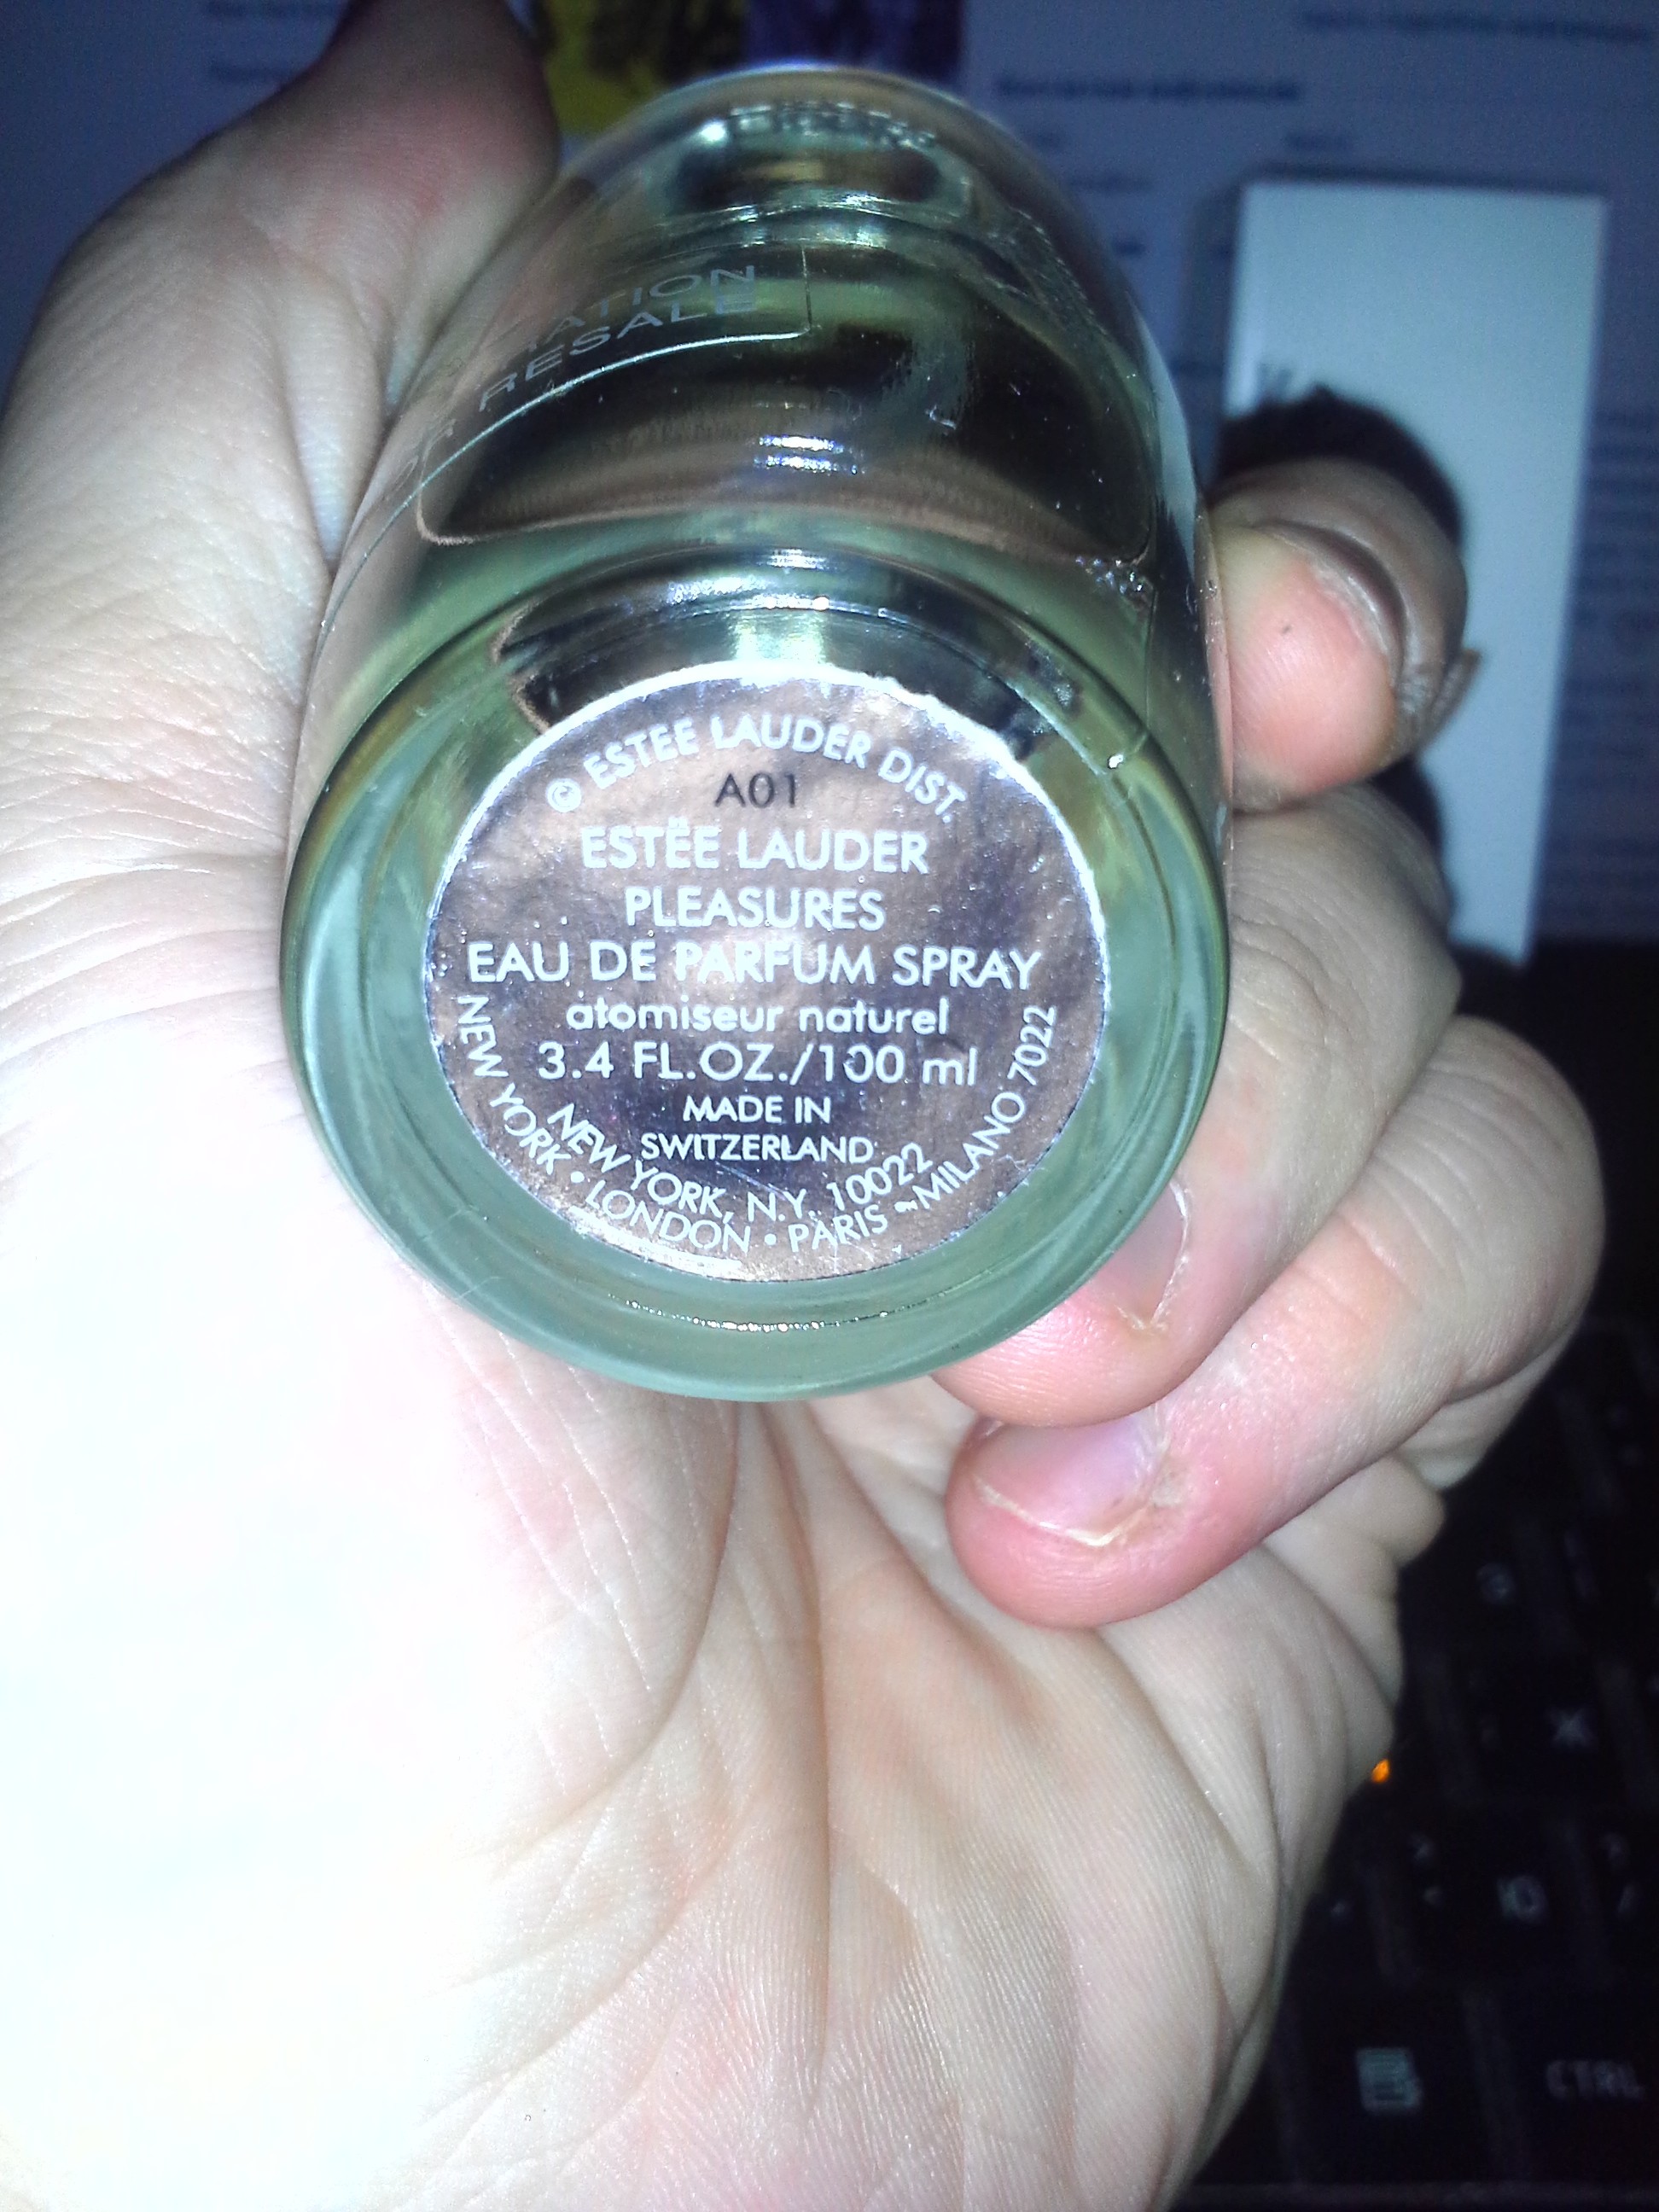 RESALE
© ESTEE LAUDER DIST.
A01
ESTĒE LAUDER
PLEASURES
EAU DE PARFUM SPRAY
atomiseur naturel
3.4 FL.OZ./100 ml
MADE IN
SWITZERLAND
NEW YORK, N.Y. 10022
NEW YORK • LONDON • PARIS - MILANO 7022
CTRL